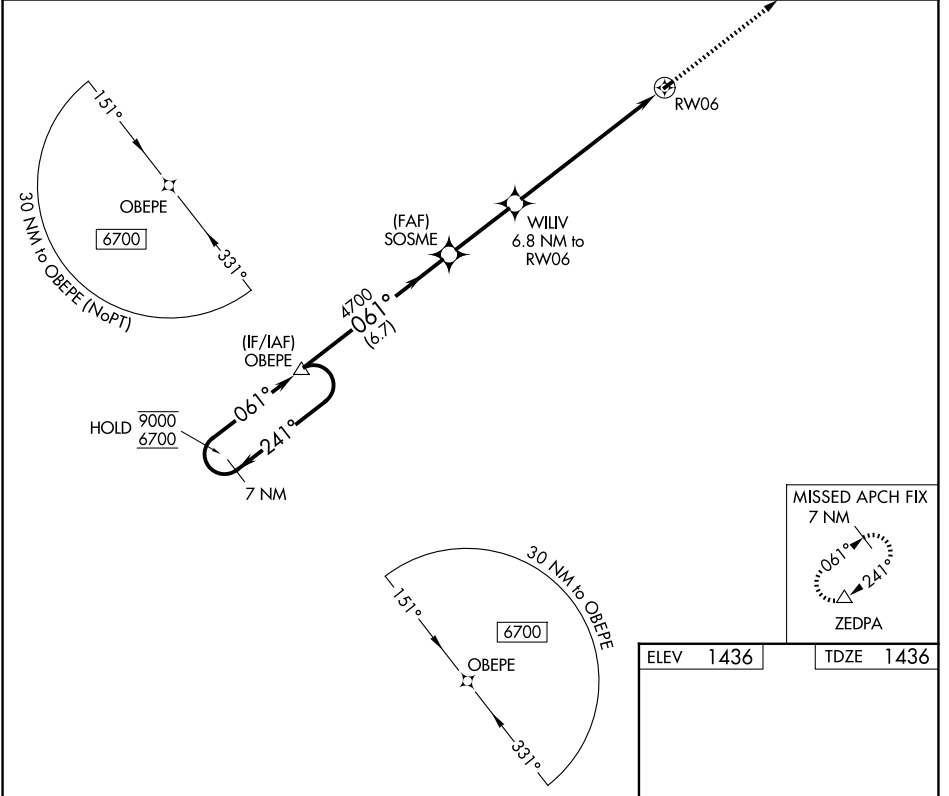 RW06
151°
OBEPE
6700
331°
30 NM to OBEPE (NoPT)
(FAF)
SOSME
WILIV
6.8 NM to
RW06
4700
061°
(6.7)
(IF/IAF)
OBEPE
061°
241°
HOLD 9000
6700
7 NM
MISSED APCH FIX
7 NM
061°
241°
ZEDPA
30 NM to OBEPE
151°
6700
OBEPE
331°
ELEV 1436
TDZE 1436